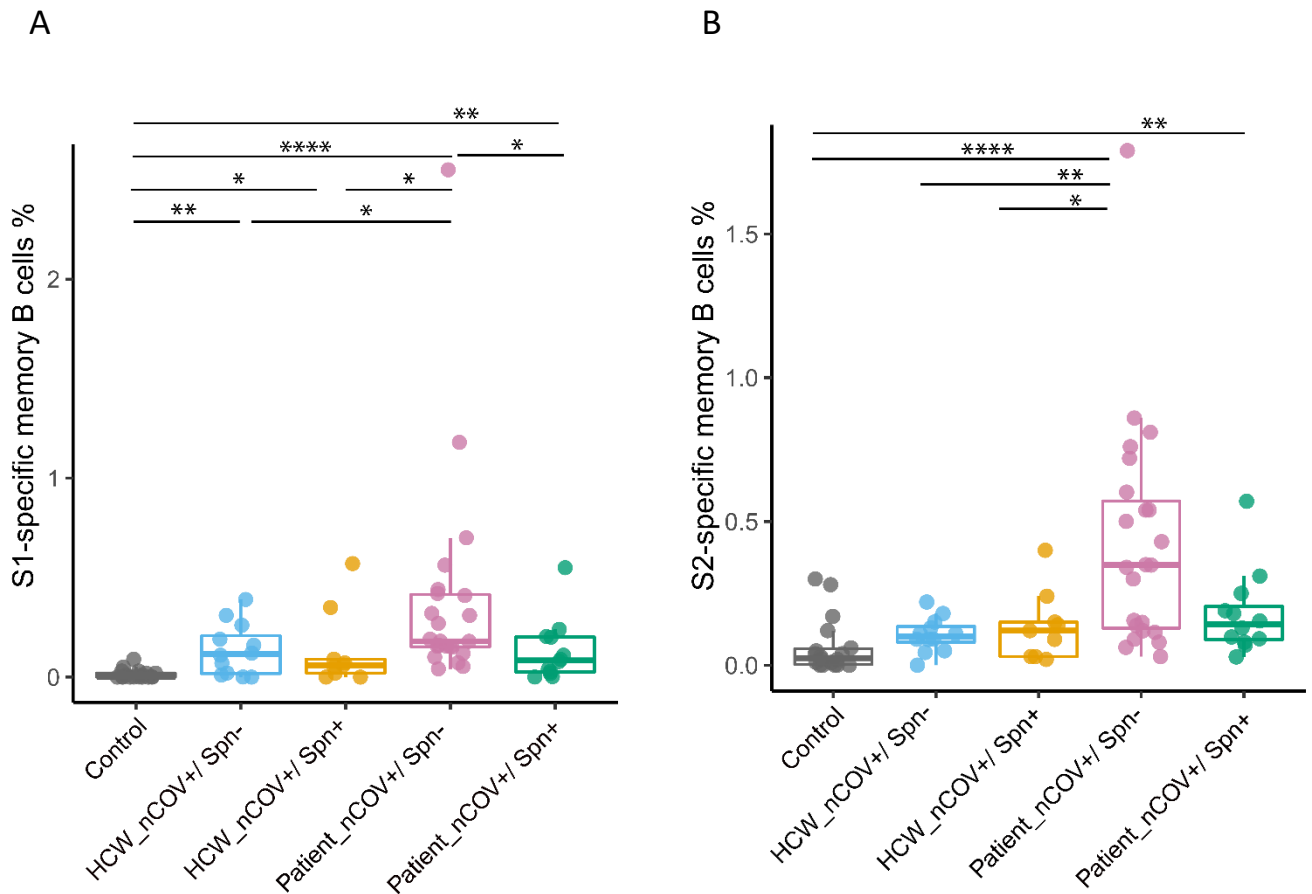 A
B
**
****
*
*
*
**
*
**
****
**
*
S1-specific memory B cells %
2
1
0
Control
HCW_nCOV+/ Spn-
HCW_nCOV+/ Spn+
Patient_nCOV+/ Spn-
Patient_nCOV+/ Spn+
S2-specific memory B cells %
1.5
1.0
0.5
0.0
Control
HCW_nCOV+/ Spn-
HCW_nCOV+/ Spn+
Patient_nCOV+/ Spn-
Patient_nCOV+/ Spn+